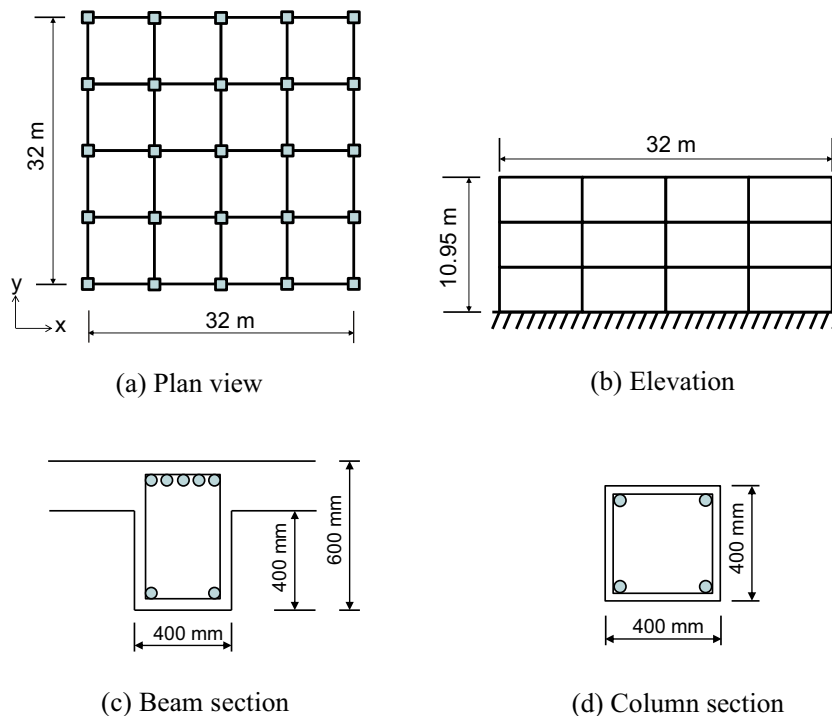 32 m
y
x
32 m
(a) Plan view
32 m
10.95 m
(b) Elevation
400 mm
600 mm
400 mm
(c) Beam section
400 mm
400 mm
(d) Column section